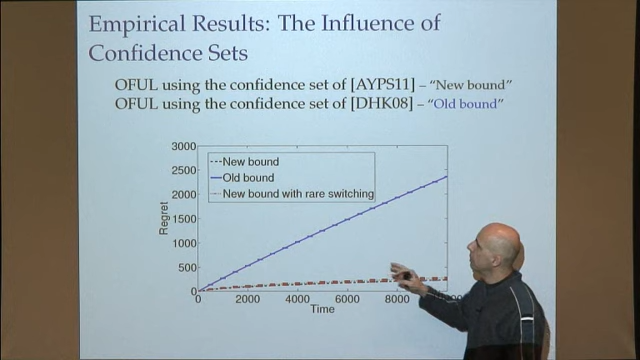 Empirical Results: The Influence of
Confidence Sets
OFUL using the confidence set of [AYPS11] – “New bound”
OFUL using the confidence set of [DHK08] – “Old bound”
3000
2500
2000
1500
1000
500
0
Regret
New bound
Old bound
New bound with rare switching
0 2000 4000 6000 8000
Time